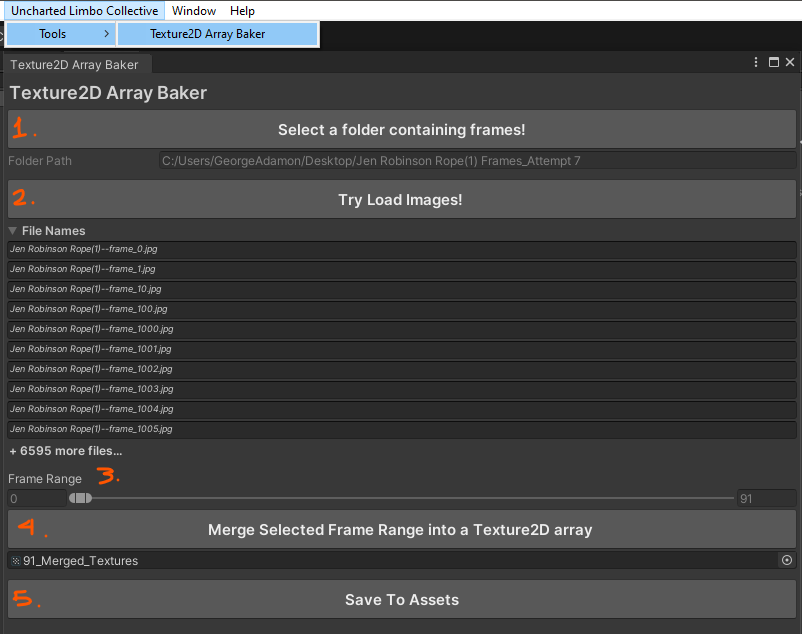 Uncharted Limbo Collective Window Help
Tools > Texture2D Array Baker
Texture2D Array Baker
Texture2D Array Baker
1. Select a folder containing frames!
Folder Path C:/Users/GeorgeAdamon/Desktop/Jen Robinson Rope(1) Frames_Attempt 7
2. Try Load Images!
File Names
Jen Robinson Rope(1)--frame_0.jpg
Jen Robinson Rope(1)--frame_1.jpg
Jen Robinson Rope(1)--frame_10.jpg
Jen Robinson Rope(1)--frame_100.jpg
Jen Robinson Rope(1)--frame_1000.jpg
Jen Robinson Rope(1)--frame_1001.jpg
Jen Robinson Rope(1)--frame_1002.jpg
Jen Robinson Rope(1)--frame_1003.jpg
Jen Robinson Rope(1)--frame_1004.jpg
Jen Robinson Rope(1)--frame_1005.jpg
+ 6595 more files...
Frame Range 3.
0 91
4. Merge Selected Frame Range into a Texture2D array
91_Merged_Textures
5. Save To Assets